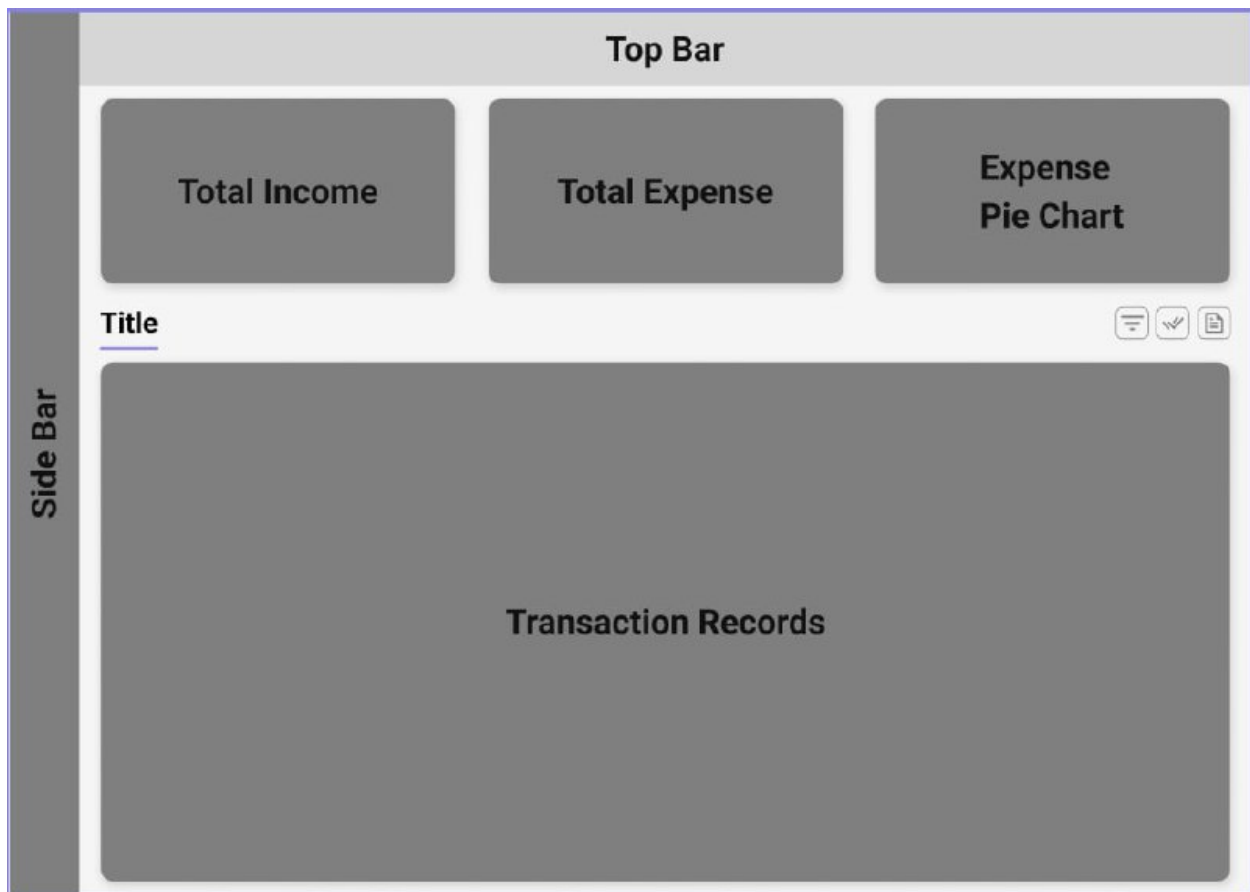 Top Bar
Total Income
Total Expense
Expense
Pie Chart
Title
Side Bar
Transaction Records